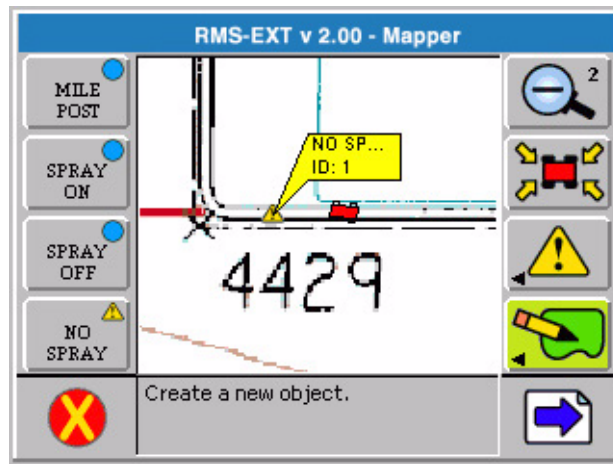 RMS-EXT v 2.00 - Mapper
MILE
POST
SPRAY
ON
SPRAY
OFF
NO
SPRAY
NO SP...
ID: 1
4429
2
Create a new object.